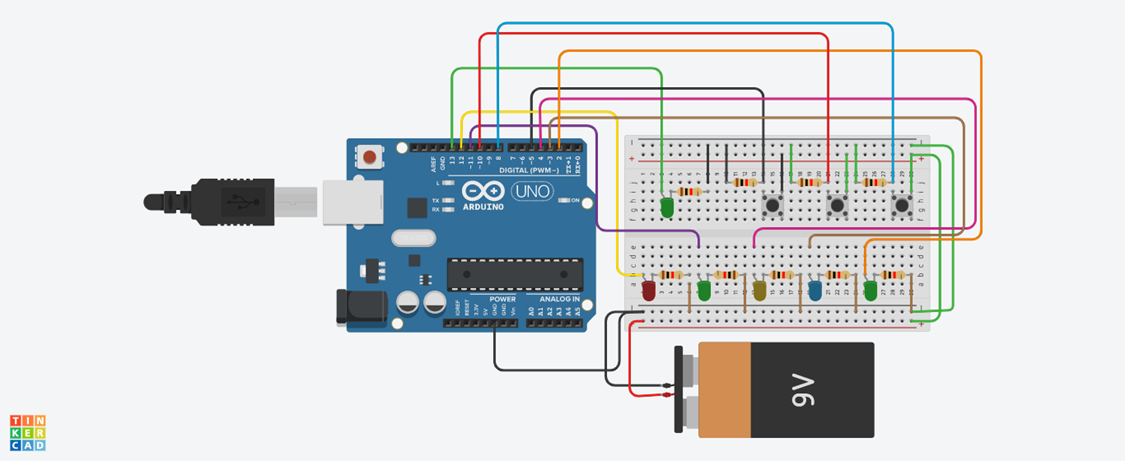 AREF
GND
13
12
~11
~10
~9
8
7
~6
~5
4
~3
2
TX→1
RX←0
DIGITAL (PWM~)
L
TX
RX
UNO
ARDUINO
ON
IOREF
RESET
3.3V
5V
GND
GND
Vin
POWER
ANALOG IN
A0
A1
A2
A3
A4
A5
9V
TIN
KER
CAD